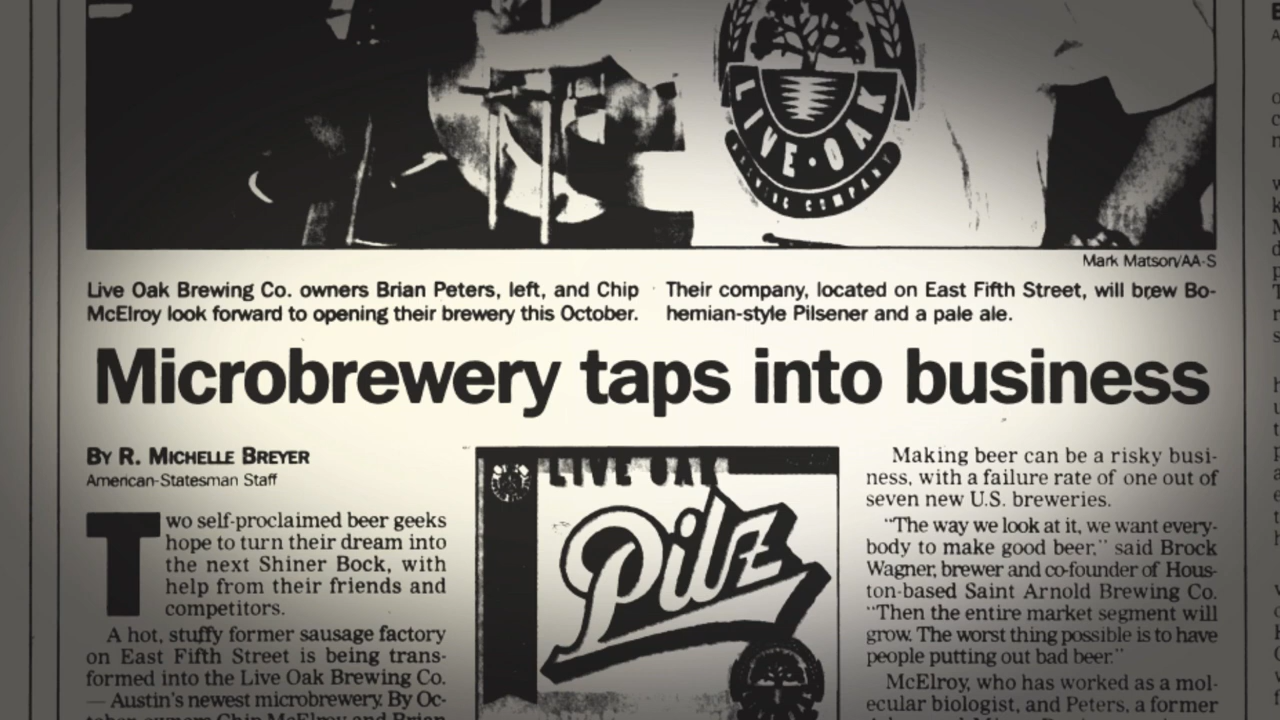 LIVE • OAK
BREWING COMPANY
Mark Matson/AA-S
Live Oak Brewing Co. owners Brian Peters, left, and Chip
McElroy look forward to opening their brewery this October.
Their company, located on East Fifth Street, will brew Bo-
hemian-style Pilsener and a pale ale.
Microbrewery taps into business
BY R. MICHELLE BREYER
American-Statesman Staff
Two self-proclaimed beer geeks
hope to turn their dream into
the next Shiner Bock, with
help from their friends and
competitors.
A hot, stuffy former sausage factory
on East Fifth Street is being trans-
formed into the Live Oak Brewing Co.
— Austin's newest microbrewery. By Oc-
tober owners Chip McElroy and Brian
LIVE OAK
Pilz
Making beer can be a risky busi-
ness, with a failure rate of one out of
seven new U.S. breweries.
"The way we look at it, we want every-
body to make good beer," said Brock
Wagner, brewer and co-founder of Hous-
ton-based Saint Arnold Brewing Co.
"Then the entire market segment will
grow. The worst thing possible is to have
people putting out bad beer."
McElroy, who has worked as a mol-
ecular biologist, and Peters, a former